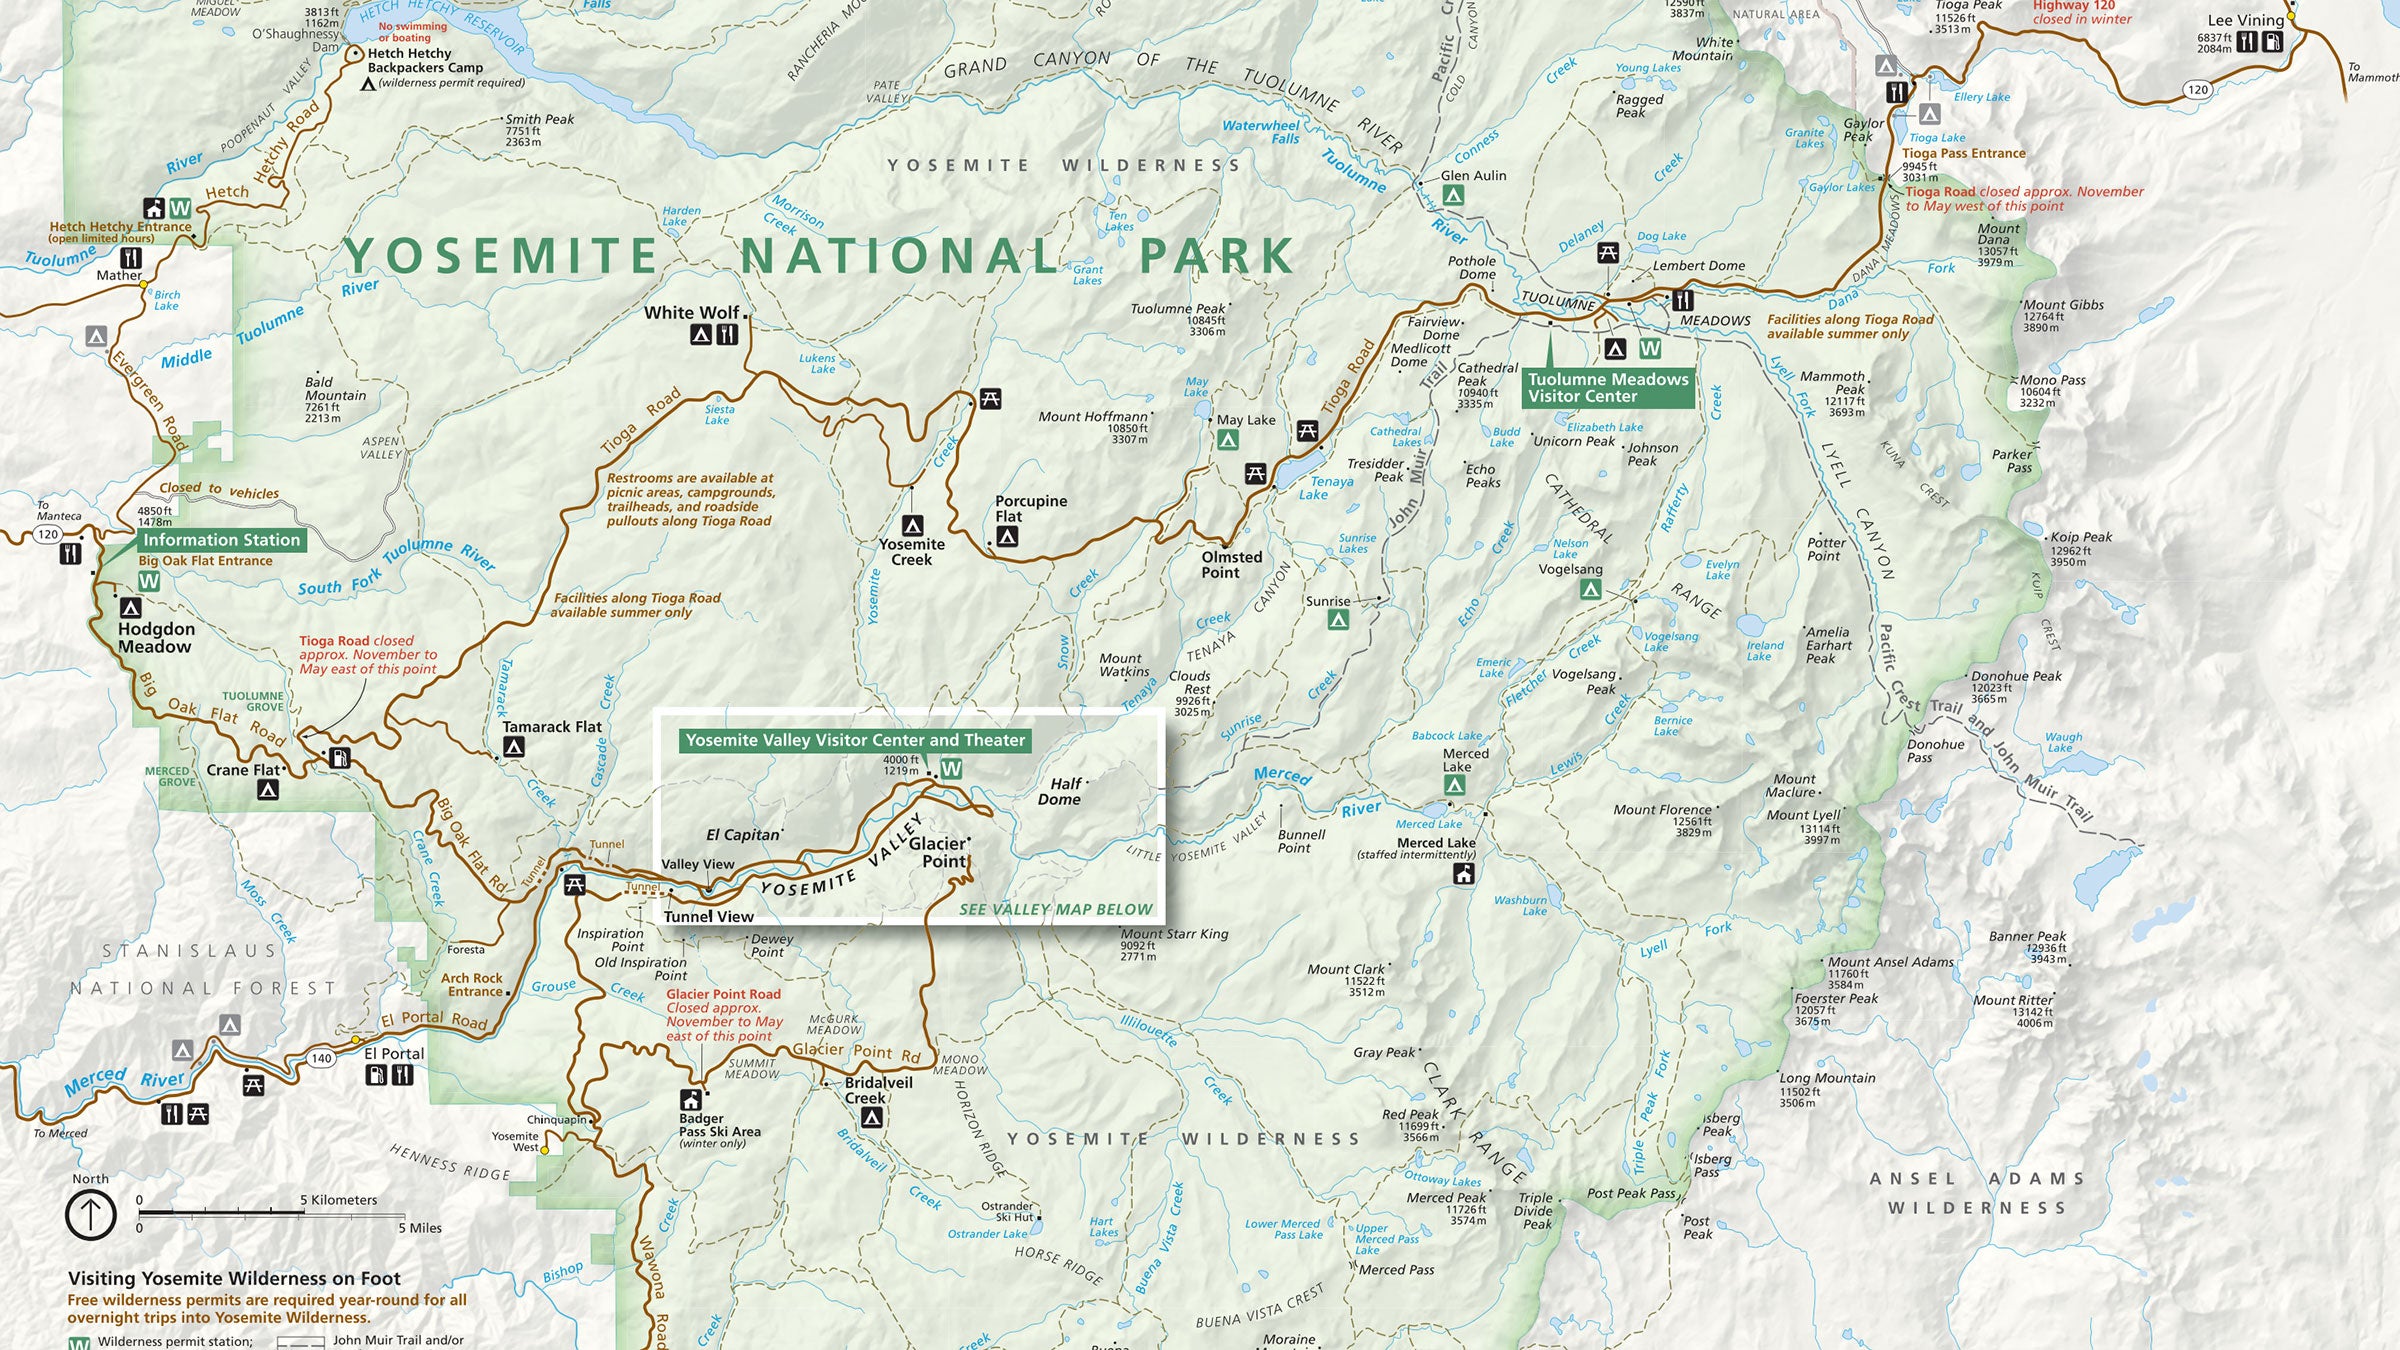 MIGUEL
MEADOW
3813 ft
1162m
O'Shaughnessy
Dam
HETCH HETCHY RESERVOIR
No swimming
or boating
Hetch Hetchy
Backpackers Camp
(wilderness permit required)
Falls
RANCHERIA
PATE
VALLEY
GRAND CANYON OF THE TUOLUMNE RIVER
Pacific
COLD
CANYON
12590 ft
3837m
NATURAL AREA
White
Mountain
Young Lakes
Ragged
Peak
Tioga Peak
11526 ft
3513 m
Highway 120
closed in winter
Lee Vining
6837 ft
2084m
To
Mammoth
120
Ellery Lake
Tioga Lake
Gaylor
Peak
Granite
Lakes
Gaylor Lakes
Tioga Pass Entrance
9945 ft
3031 m
Tioga Road closed approx. November
to May west of this point
POOPENAUT VALLEY
Hetch Hetchy Road
River
Smith Peak
7751 ft
2363 m
YOSEMITE WILDERNESS
Waterwheel
Falls
Tuolumne
River
Conness
Creek
Creek
Glen Aulin
W
Hetch Hetchy Entrance
(open limited hours)
Tuolumne
Mather
Birch
Lake
Harden
Lake
Morrison
Creek
Ten
Lakes
Grant
Lakes
YOSEMITE NATIONAL PARK
Delaney
Creek
Dog Lake
Lembert Dome
Pothole
Dome
TUOLUMNE
MEADOWS
DANA MEADOWS
Dana
Fork
Mount
Dana
13057 ft
3979 m
Mount Gibbs
12764 ft
3890 m
Facilities along Tioga Road
available summer only
Middle
Tuolumne
River
Evergreen Road
White Wolf
Lukens
Lake
Tuolumne Peak
10845 ft
3306 m
Fairview
Dome
Medlicott
Dome
Cathedral
Peak
10940 ft
3335 m
W
Tuolumne Meadows
Visitor Center
Lyell
Fork
Mammoth
Peak
12117 ft
3693 m
Mono Pass
10604 ft
3232 m
Bald
Mountain
7261 ft
2213 m
ASPEN
VALLEY
Tioga Road
Siesta
Lake
Mount Hoffmann
10850 ft
3307 m
May
Lake
May Lake
Tioga Road
Trail
Cathedral
Lakes
Budd
Lake
Elizabeth Lake
Unicorn Peak
Johnson
Peak
Creek
Tresidder
Peak
Echo
Peaks
LYELL CANYON
KUNA
CREST
Parker
Pass
Closed to vehicles
To
Manteca
4850 ft
1478m
120
Information Station
Big Oak Flat Entrance
W
Restrooms are available at
picnic areas, campgrounds,
trailheads, and roadside
pullouts along Tioga Road
Creek
Yosemite
Creek
Porcupine
Flat
Tenaya
Lake
John Muir
CATHEDRAL
RANGE
Rafferty
Olmsted
Point
Sunrise
Lakes
Creek
Nelson
Lake
Vogelsang
Evelyn
Lake
Potter
Point
Koip Peak
12962 ft
3950 m
KUIP
CREST
South Fork Tuolumne River
Hodgdon
Meadow
Facilities along Tioga Road
available summer only
Yosemite
Creek
Snow
Creek
TENAYA
CANYON
Sunrise
Echo
Ireland
Lake
Amelia
Earhart
Peak
Vogelsang
Lake
Tioga Road closed
approx. November to
May east of this point
Tamarack
Creek
Cascade Creek
Mount
Watkins
Tenaya
Clouds
Rest
9926 ft
3025 m
Creek
Sunrise
Emeric
Lake
Fletcher
Creek
Vogelsang
Peak
Creek
Bernice
Lake
Pacific Crest Trail and John Muir Trail
Donohue Peak
12023 ft
3665 m
Donohue
Pass
Waugh
Lake
Big Oak Flat Road
TUOLUMNE
GROVE
MERCED
GROVE
Crane Flat
Tamarack Flat
Yosemite Valley Visitor Center and Theater
4000 ft
1219 m
W
Half
Dome
Merced
River
Babcock Lake
Merced
Lake
Lewis
Merced Lake
Mount
Maclure
Mount Florence
12561 ft
3829 m
Mount Lyell
13114 ft
3997 m
Big Oak Flat Rd
Crane Creek
Tunnel
Tunnel
Tunnel
El Capitan
Valley View
YOSEMITE VALLEY
Glacier
Point
LITTLE YOSEMITE VALLEY
Bunnell
Point
Merced Lake
(staffed intermittently)
Tunnel View
SEE VALLEY MAP BELOW
Washburn
Lake
Moss Creek
Foresta
STANISLAUS
NATIONAL FOREST
Arch Rock
Entrance
Inspiration
Point
Old Inspiration
Point
Dewey
Point
Mount Starr King
9092 ft
2771 m
Mount Clark
11522 ft
3512 m
Lyell
Fork
Mount Ansel Adams
11760 ft
3584 m
Banner Peak
12936 ft
3943 m
Foerster Peak
12057 ft
3675 m
Mount Ritter
13142 ft
4006 m
Grouse
Creek
El Portal Road
Glacier Point Road
Closed approx.
November to May
east of this point
McGURK
MEADOW
Illilouette
Creek
Merced River
140
El Portal
SUMMIT
MEADOW
Glacier Point Rd
MONO
MEADOW
Gray Peak
CLARK
RANGE
Triple Peak Fork
Long Mountain
11502 ft
3506 m
Badger
Pass Ski Area
(winter only)
Bridalveil
Creek
HORIZON RIDGE
Red Peak
11699 ft
3566 m
Isberg
Peak
Isberg
Pass
To Merced
Chinquapin
Yosemite
West
HENNESS RIDGE
YOSEMITE WILDERNESS
Bridalveil
Creek
Ottoway Lakes
Merced Peak
11726 ft
3574 m
Triple
Divide
Peak
Post Peak Pass
Post
Peak
ANSEL ADAMS
WILDERNESS
North
0 5 Kilometers
0 5 Miles
Creek
Ostrander
Ski Hut
Ostrander Lake
Hart
Lakes
Buena Vista Creek
Lower Merced
Pass Lake
Upper
Merced Pass
Lake
Merced Pass
HORSE RIDGE
BUENA VISTA CREST
Moraine
Wawona Road
Bishop
Creek
Creek
Visiting Yosemite Wilderness on Foot
Free wilderness permits are required year-round for all
overnight trips into Yosemite Wilderness.
W Wilderness permit station;
John Muir Trail and/or